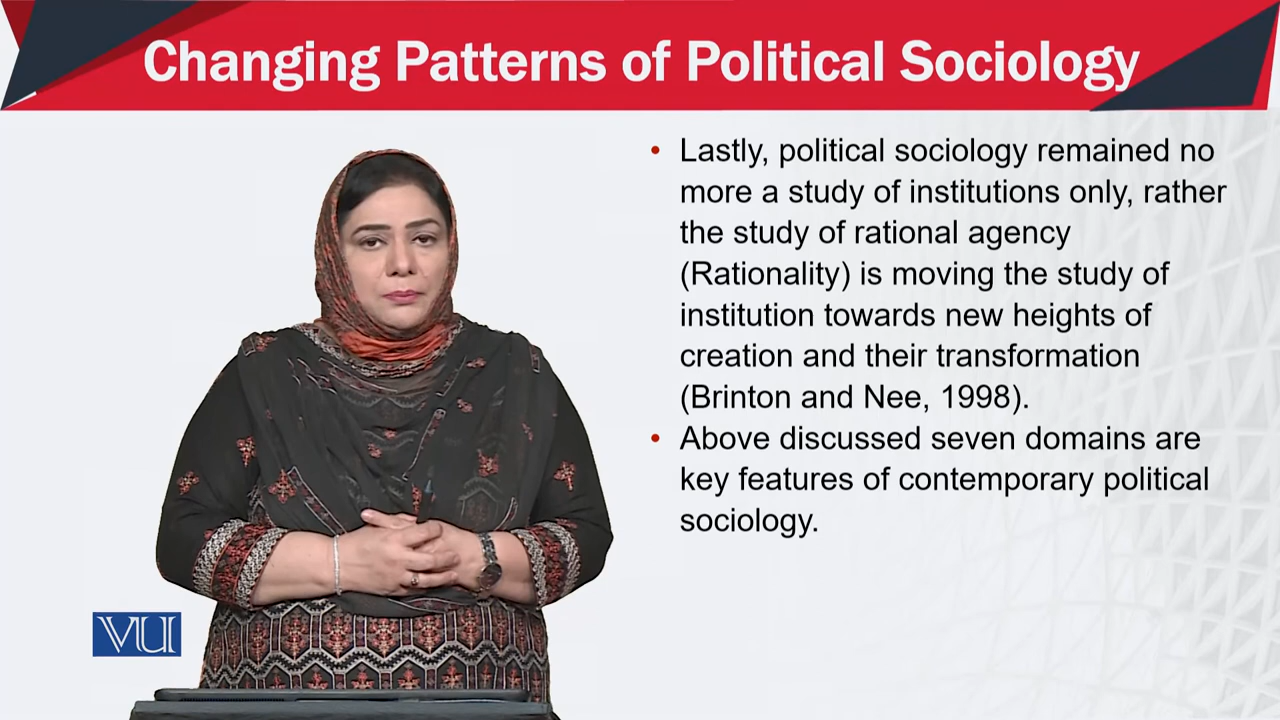 Changing Patterns of Political Sociology
• Lastly, political sociology remained no
more a study of institutions only, rather
the study of rational agency
(Rationality) is moving the study of
institution towards new heights of
creation and their transformation
(Brinton and Nee, 1998).
• Above discussed seven domains are
key features of contemporary political
sociology.
VU